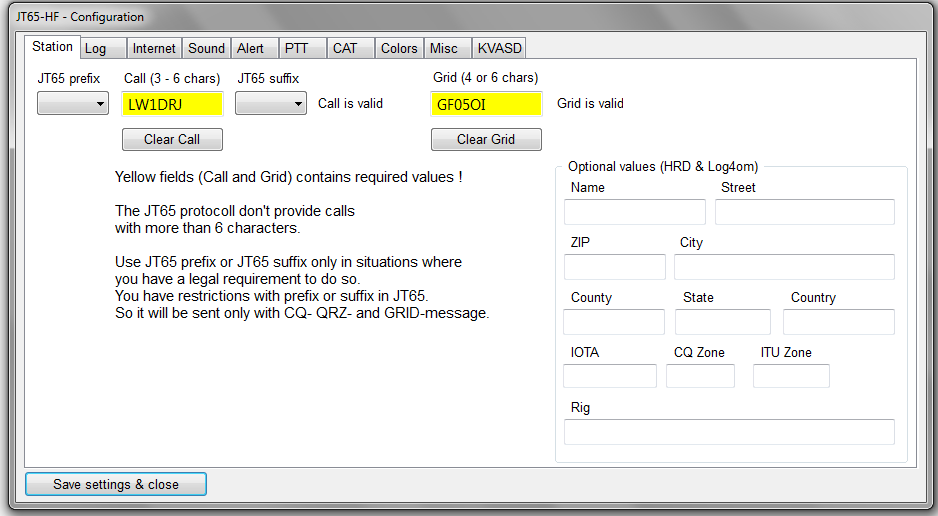 JT65-HF - Configuration
Station Log Internet Sound Alert PTT CAT Colors Misc KVASD
JT65 prefix Call (3 - 6 chars) JT65 suffix Grid (4 or 6 chars)
LW1DRJ Call is valid GF05OI Grid is valid
Clear Call Clear Grid
Yellow fields (Call and Grid) contains required values !
The JT65 protocoll don't provide calls
with more than 6 characters.
Use JT65 prefix or JT65 suffix only in situations where
you have a legal requirement to do so.
You have restrictions with prefix or suffix in JT65.
So it will be sent only with CQ- QRZ- and GRID-message.
Optional values (HRD & Log4om)
Name Street
ZIP City
County State Country
IOTA CQ Zone ITU Zone
Rig
Save settings & close